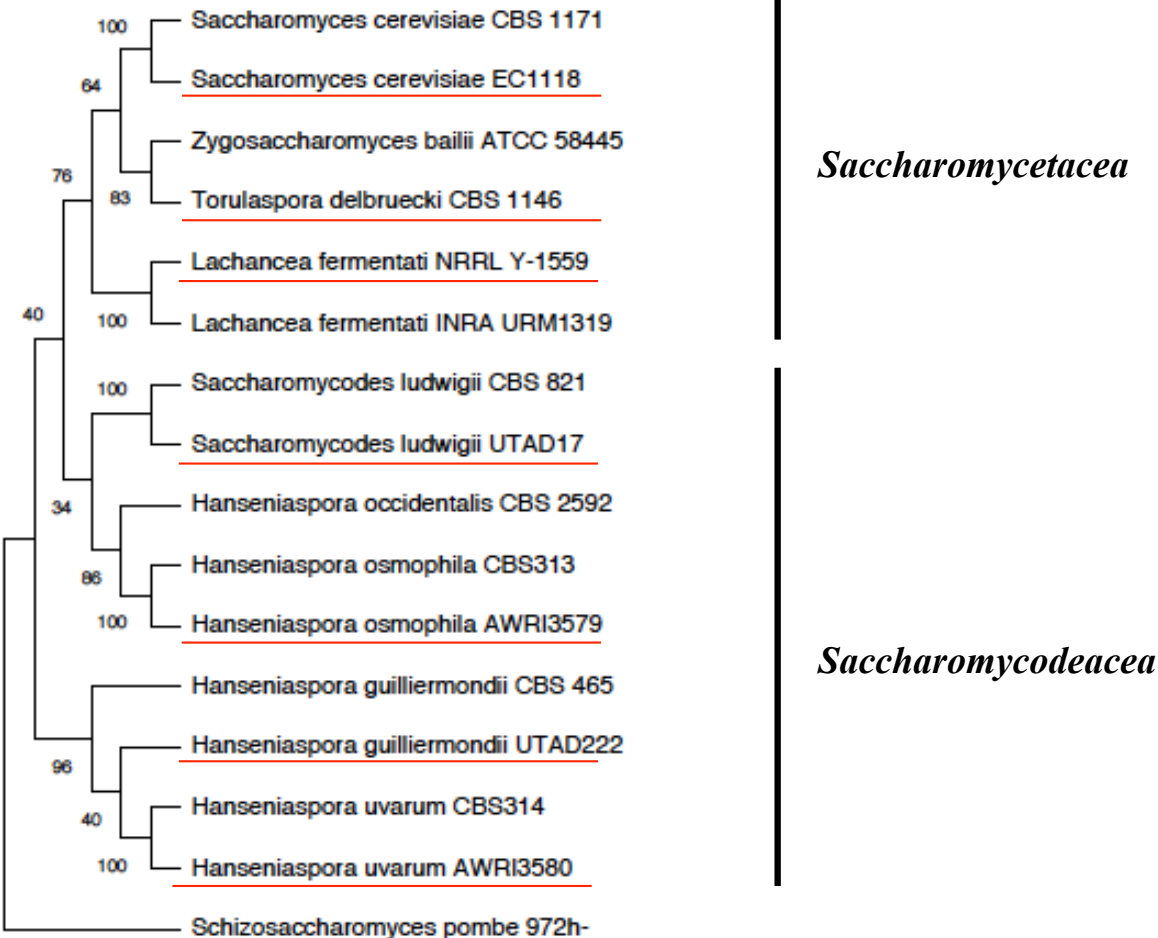 100
Saccharomyces cerevisiae CBS 1171
64
Saccharomyces cerevisiae EC1118
Zygosaccharomyces bailii ATCC 58445
Saccharomycetacea
76
83
Torulaspora delbruecki CBS 1146
Lachancea fermentati NRRL Y-1559
40
100
Lachancea fermentati INRA URM1319
100
Saccharomycodes ludwigii CBS 821
Saccharomycodes ludwigii UTAD17
34
Hanseniaspora occidentalis CBS 2592
86
Hanseniaspora osmophila CBS313
100
Hanseniaspora osmophila AWRI3579
Saccharomycodeacea
Hanseniaspora guilliermondii CBS 465
96
Hanseniaspora guilliermondii UTAD222
40
Hanseniaspora uvarum CBS314
100
Hanseniaspora uvarum AWRI3580
Schizosaccharomyces pombe 972h-